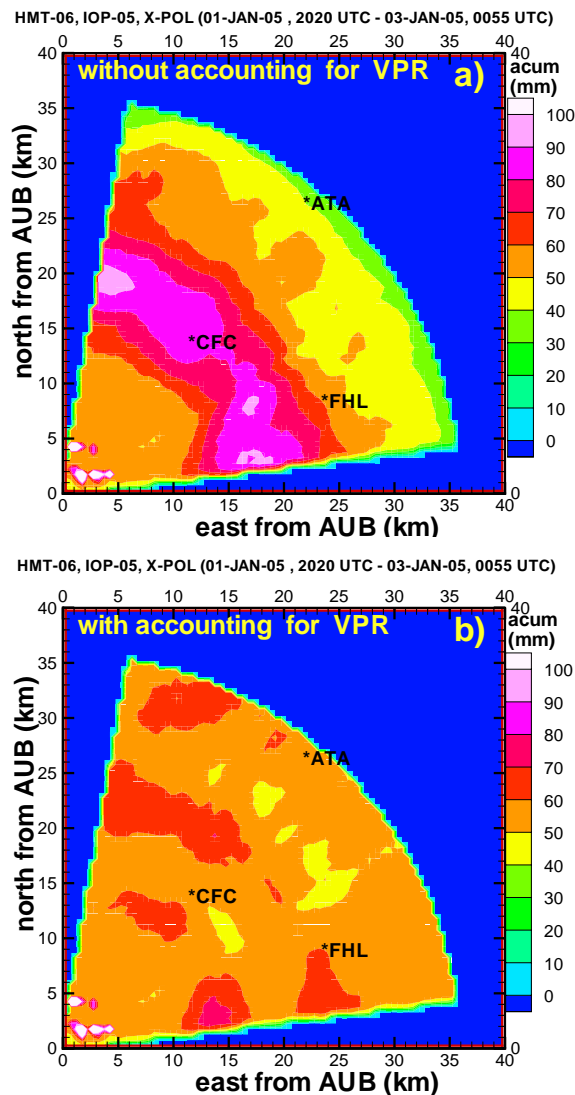 HMT-06, IOP-05, X-POL (01-JAN-05 , 2020 UTC - 03-JAN-05, 0055 UTC)
0 5 10 15 20 25 30 35 40
without accounting for VPR a)
acum
(mm)
100
90
80
70
60
50
40
30
20
10
0
40
35
30
25
20
15
10
5
0
40
0
north from AUB (km)
*ATA
*CFC
*FHL
0 5 10 15 20 25 30 35 40
east from AUB (km)
HMT-06, IOP-05, X-POL (01-JAN-05 , 2020 UTC - 03-JAN-05, 0055 UTC)
0 5 10 15 20 25 30 35 40
with accounting for VPR b)
acum
(mm)
100
90
80
70
60
50
40
30
20
10
0
40
35
30
25
20
15
10
5
0
40
0
north from AUB (km)
*ATA
*CFC
*FHL
0 5 10 15 20 25 30 35 40
east from AUB (km)